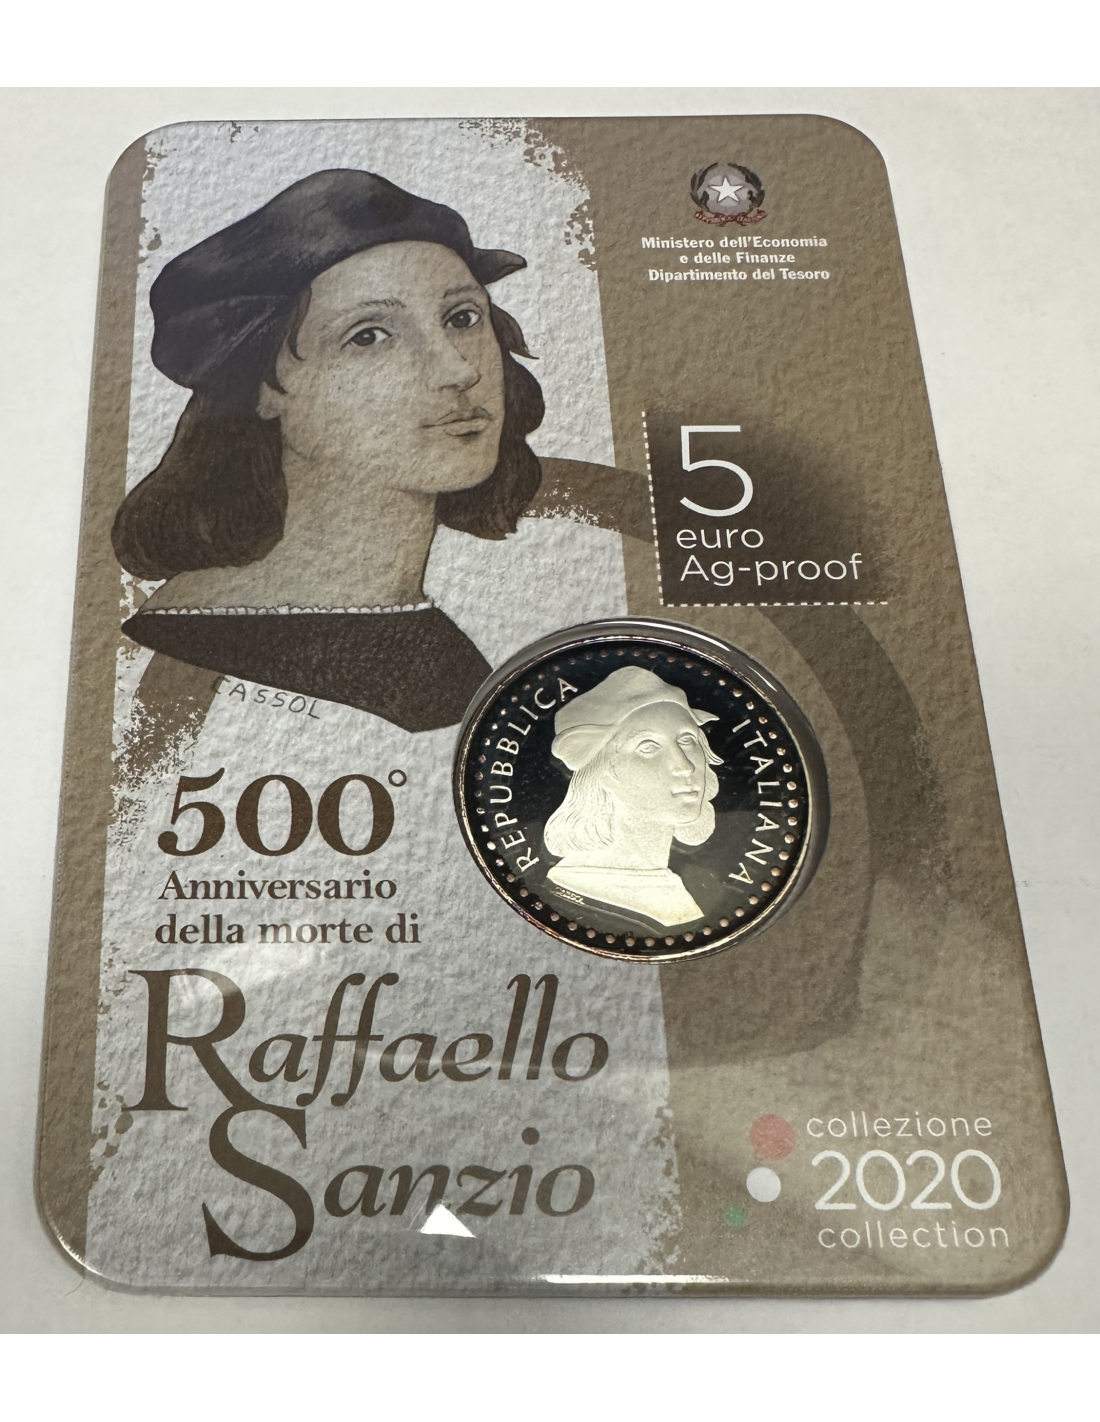 Ministero dell'Economia
e delle Finanze
Dipartimento del Tesoro
5
euro
Ag-proof
CASSOL
REPUBBLICA ITALIANA
500°
Anniversario
della morte di
Raffaello
Sanzio
collezione
2020
collection